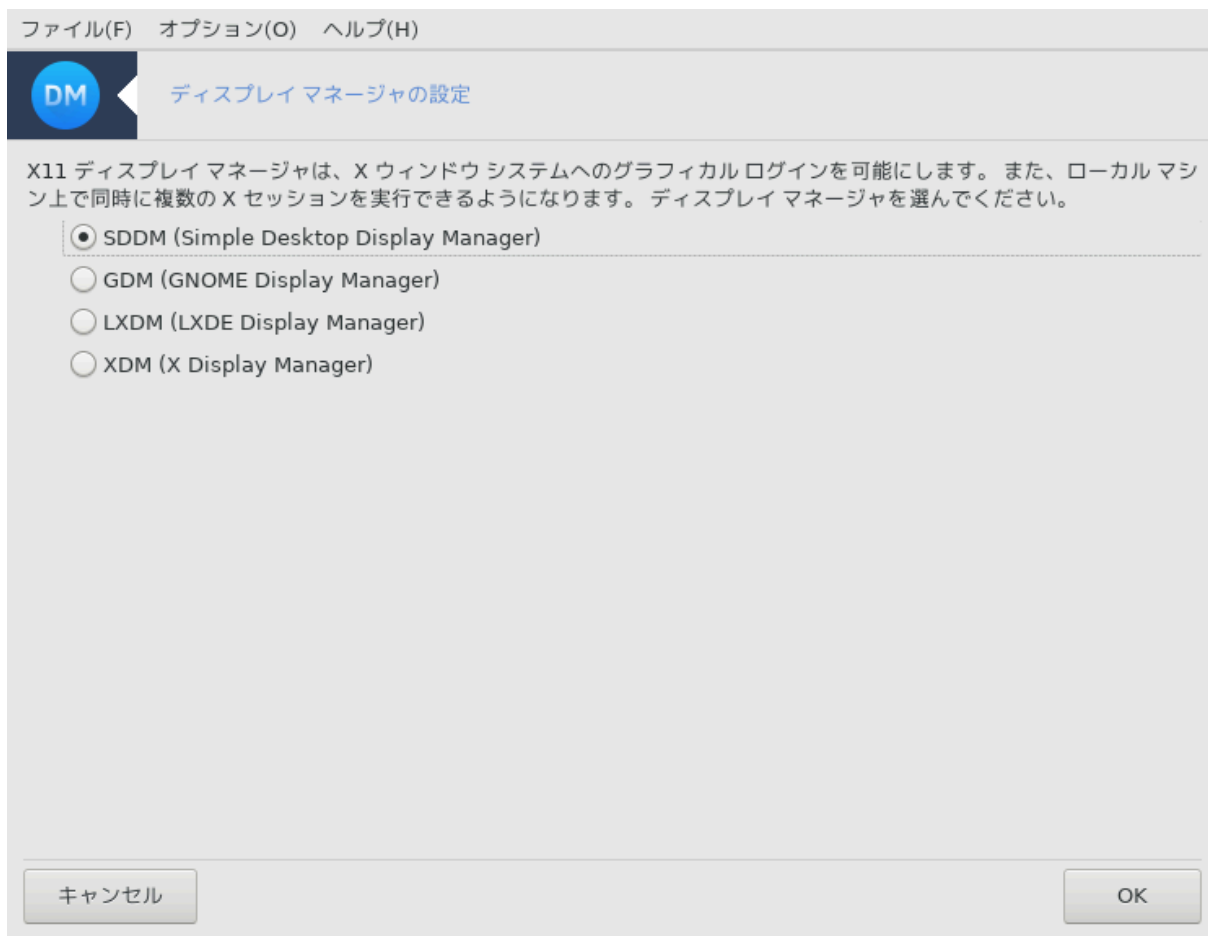 ファイル(F) オプション(O) ヘルプ(H)
DM
ディスプレイ マネージャの設定
X11 ディスプレイ マネージャは、X ウィンドウ システムへのグラフィカル ログインを可能にします。 また、ローカル マシ
ン上で同時に複数の X セッションを実行できるようになります。 ディスプレイ マネージャを選んでください。
SDDM (Simple Desktop Display Manager)
GDM (GNOME Display Manager)
LXDM (LXDE Display Manager)
XDM (X Display Manager)
キャンセル OK